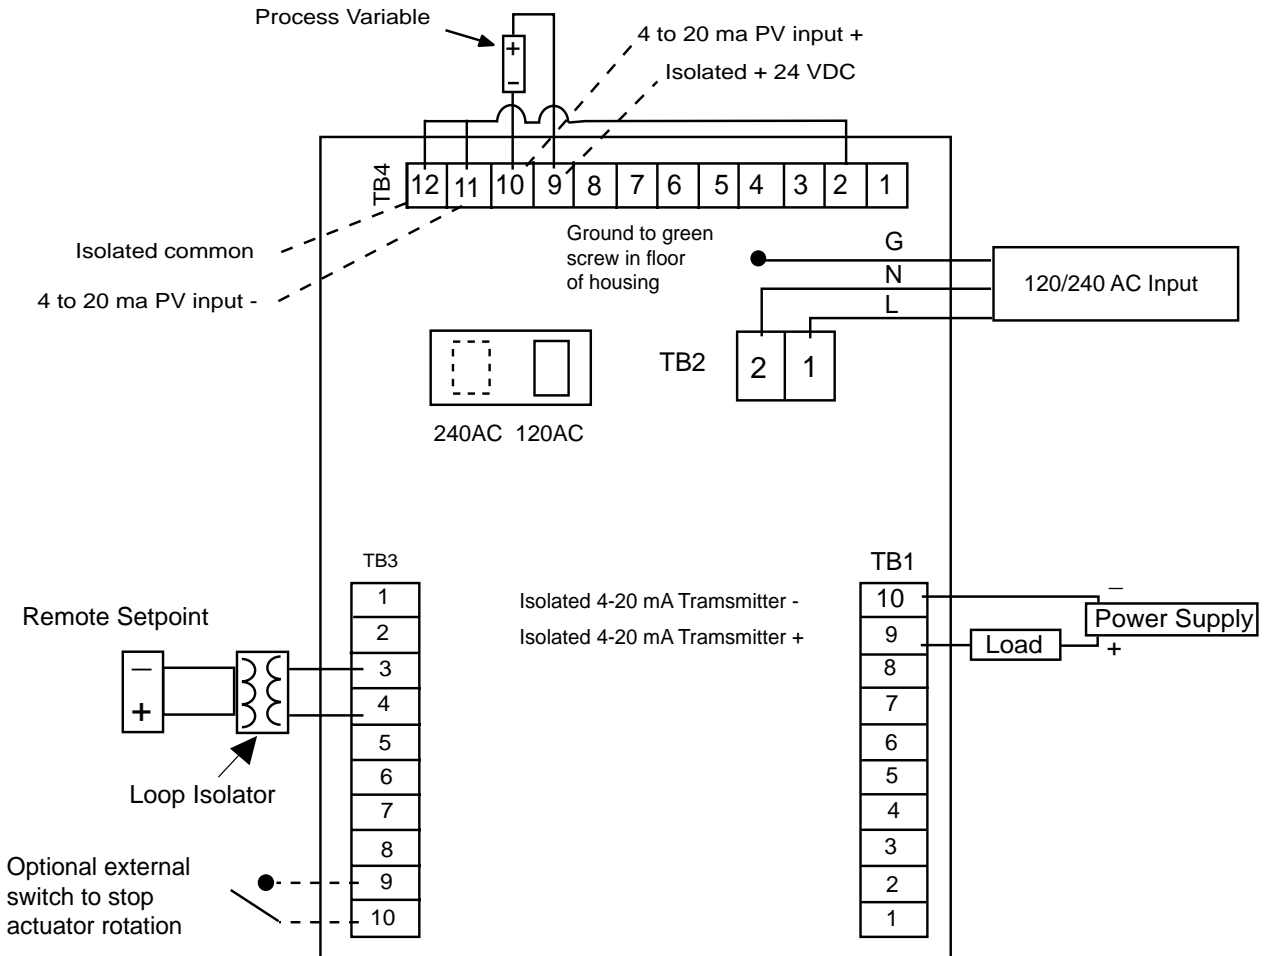 Process Variable
4 to 20 ma PV input +
Isolated + 24 VDC
+
−
TB4
12 11 10 9 8 7 6 5 4 3 2 1
Isolated common
4 to 20 ma PV input -
Ground to green
screw in floor
of housing
G
N
L
120/240 AC Input
TB2
2 1
240AC 120AC
TB3
1
2
3
4
5
6
7
8
9
10
Remote Setpoint
−
+
Loop Isolator
Optional external
switch to stop
actuator rotation
Isolated 4-20 mA Tramsmitter -
Isolated 4-20 mA Tramsmitter +
TB1
10
9
8
7
6
5
4
3
2
1
−
Power Supply
Load
+